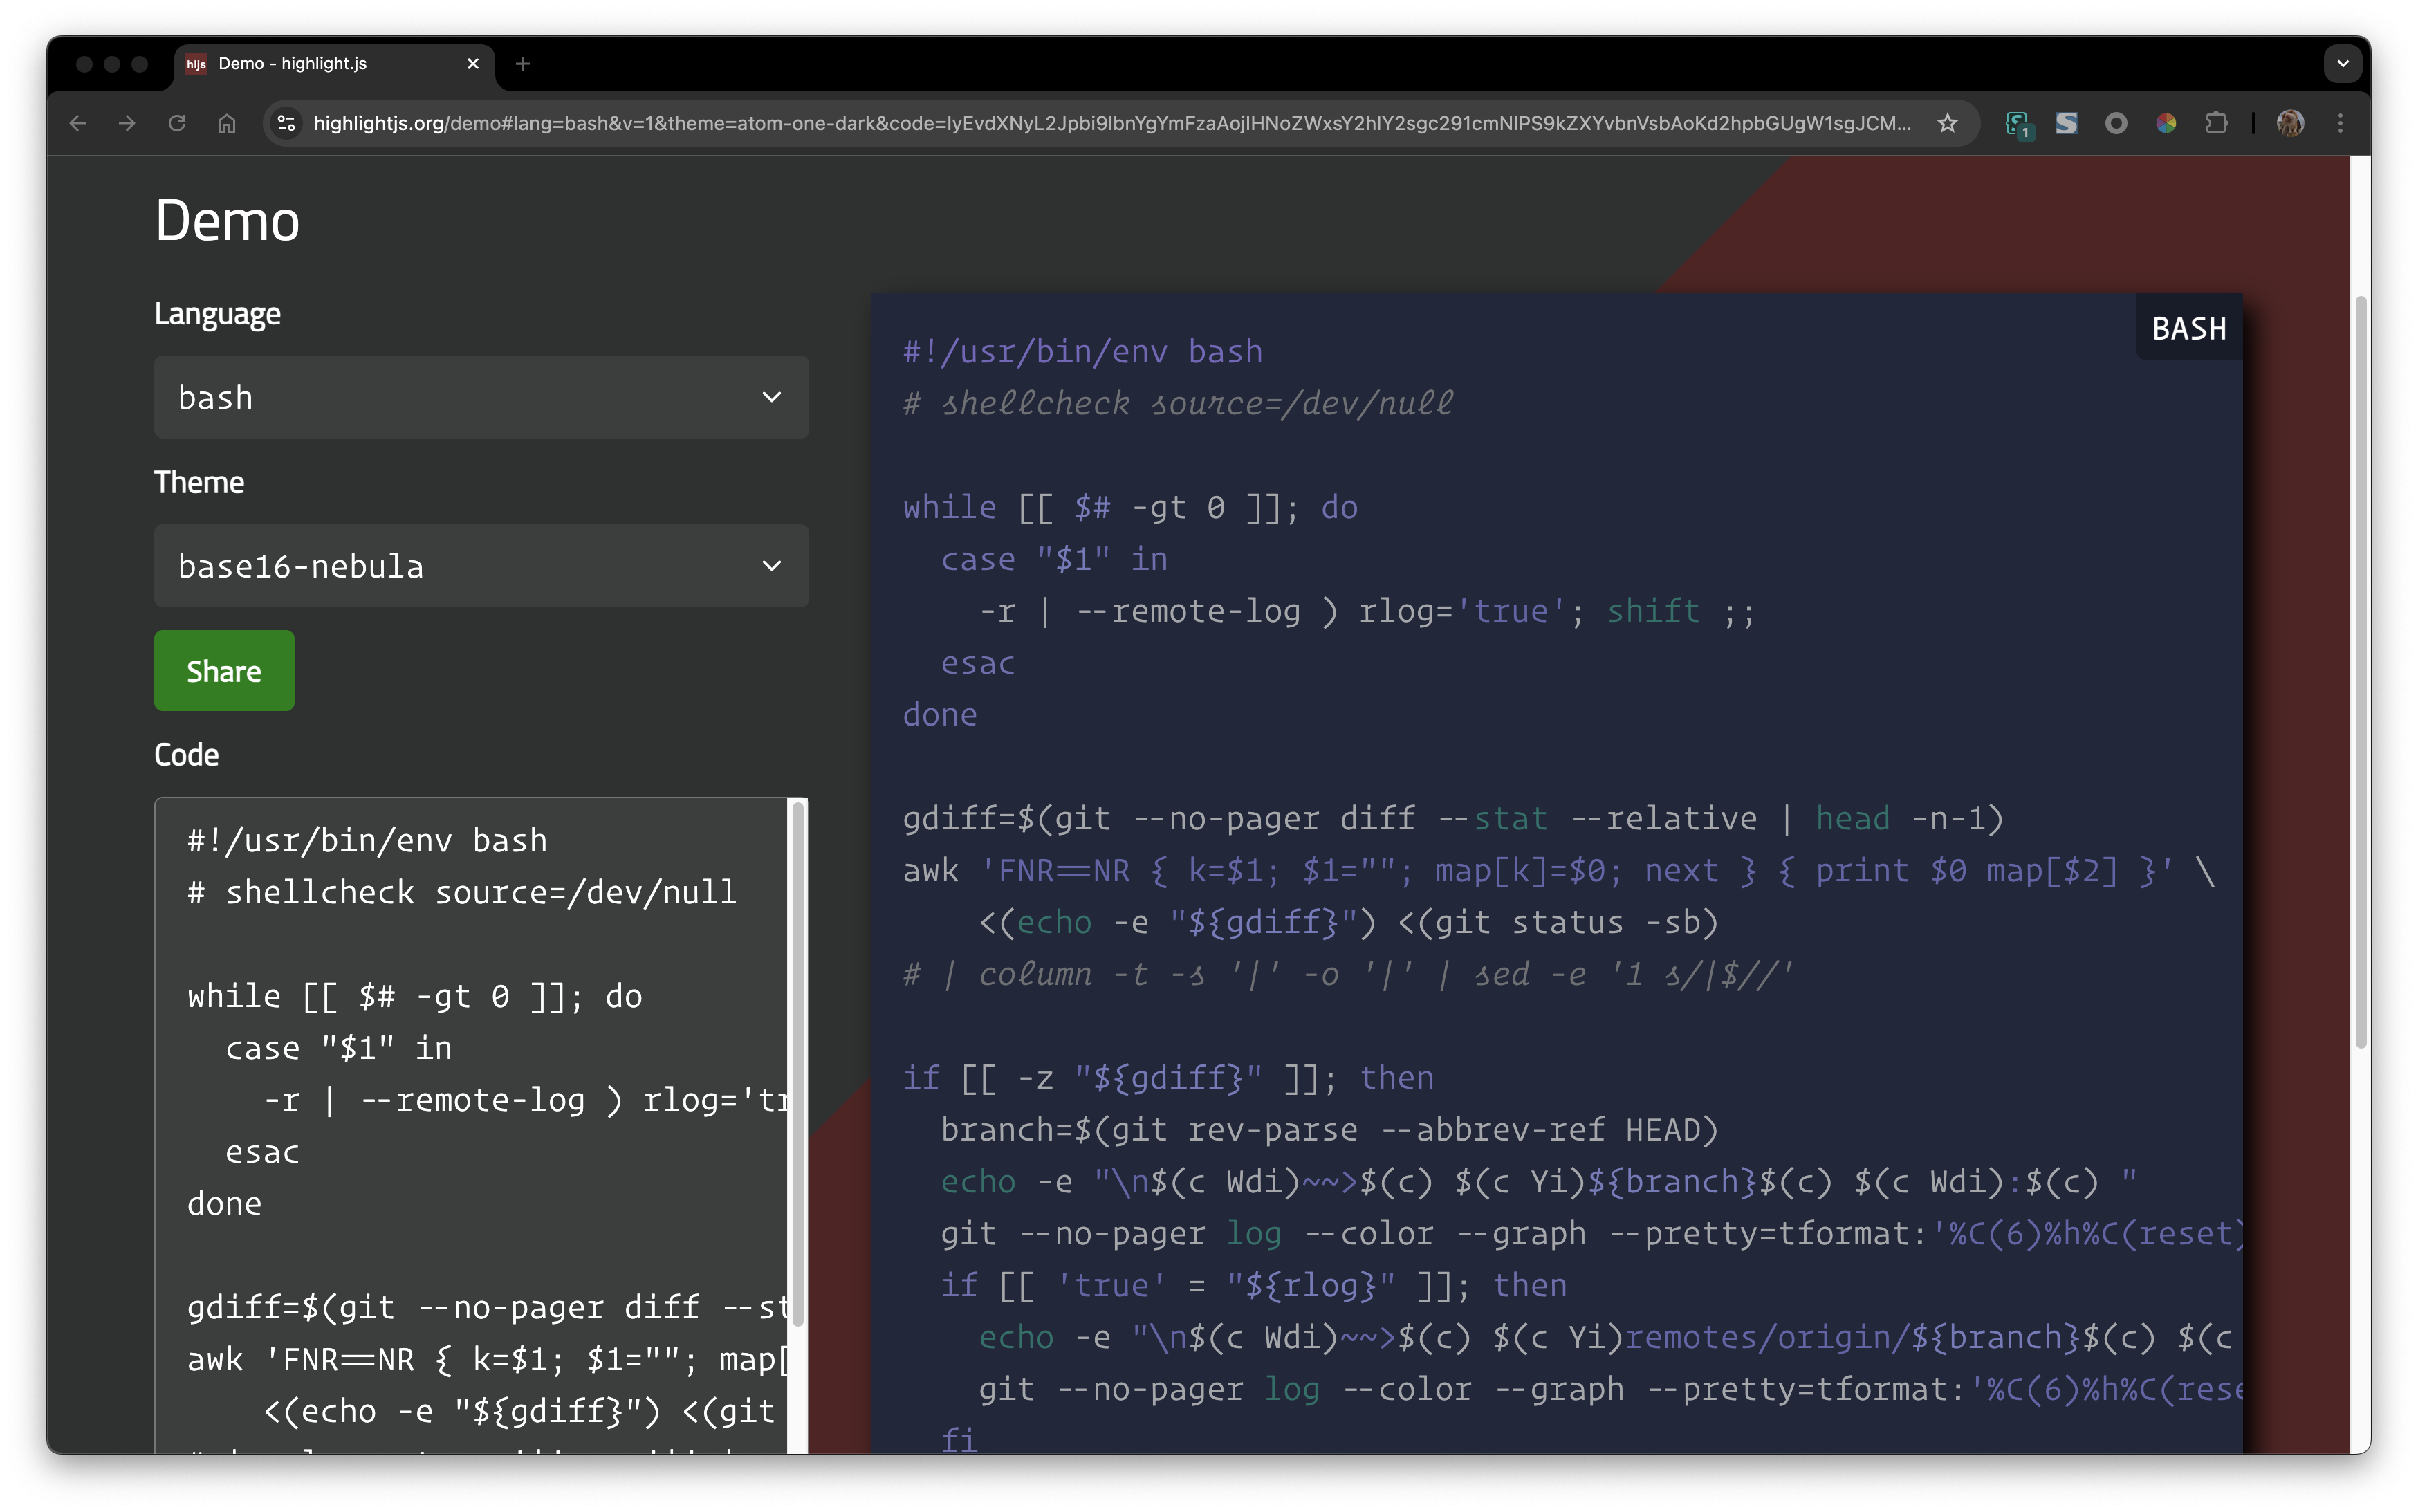 hljs Demo - highlight.js
highlightjs.org/demo#lang=bash&v=1&theme=atom-one-dark&code=IyEvdXNyL2Jpbi9lbnYgYmFzaAojIHNoZWxsY2hlY2sgc291cmNlPS9kZXYvbnVsbAoKd2hpbGUgW1sgJCM...
1
Demo
Language
bash
Theme
base16-nebula
Share
Code
#!/usr/bin/env bash
# shellcheck source=/dev/null
while [[ $# -gt 0 ]]; do
  case "$1" in
    -r | --remote-log ) rlog='tr
  esac
done
gdiff=$(git --no-pager diff --st
awk 'FNR==NR { k=$1; $1=""; map[
    <(echo -e "${gdiff}") <(git
BASH
#!/usr/bin/env bash
# shellcheck source=/dev/null
while [[ $# -gt 0 ]]; do
  case "$1" in
    -r | --remote-log ) rlog='true'; shift ;;
  esac
done
gdiff=$(git --no-pager diff --stat --relative | head -n-1)
awk 'FNR==NR { k=$1; $1=""; map[k]=$0; next } { print $0 map[$2] }' \
    <(echo -e "${gdiff}") <(git status -sb)
# | column -t -s '|' -o '|' | sed -e '1 s/|$//'
if [[ -z "${gdiff}" ]]; then
  branch=$(git rev-parse --abbrev-ref HEAD)
  echo -e "\n$(c Wdi)~~>$(c) $(c Yi)${branch}$(c) $(c Wdi):$(c) "
  git --no-pager log --color --graph --pretty=tformat:'%C(6)%h%C(reset)
  if [[ 'true' = "${rlog}" ]]; then
    echo -e "\n$(c Wdi)~~>$(c) $(c Yi)remotes/origin/${branch}$(c) $(c
    git --no-pager log --color --graph --pretty=tformat:'%C(6)%h%C(rese
  fi